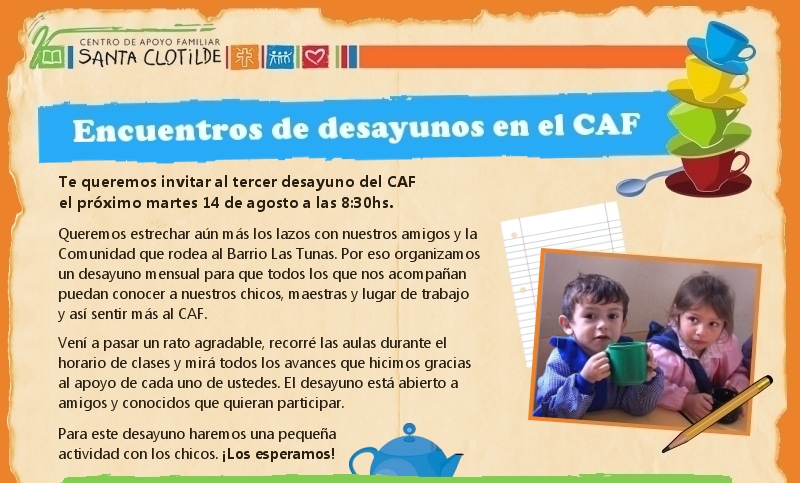 CENTRO DE APOYO FAMILIAR
SANTA CLOTILDE
Encuentros de desayunos en el CAF
Te queremos invitar al tercer desayuno del CAF
el próximo martes 14 de agosto a las 8:30hs.
Queremos estrechar aún más los lazos con nuestros amigos y la
Comunidad que rodea al Barrio Las Tunas. Por eso organizamos
un desayuno mensual para que todos los que nos acompañan
puedan conocer a nuestros chicos, maestras y lugar de trabajo
y así sentir más al CAF.
Vení a pasar un rato agradable, recorré las aulas durante el
horario de clases y mirá todos los avances que hicimos gracias
al apoyo de cada uno de ustedes. El desayuno está abierto a
amigos y conocidos que quieran participar.
Para este desayuno haremos una pequeña
actividad con los chicos. ¡Los esperamos!